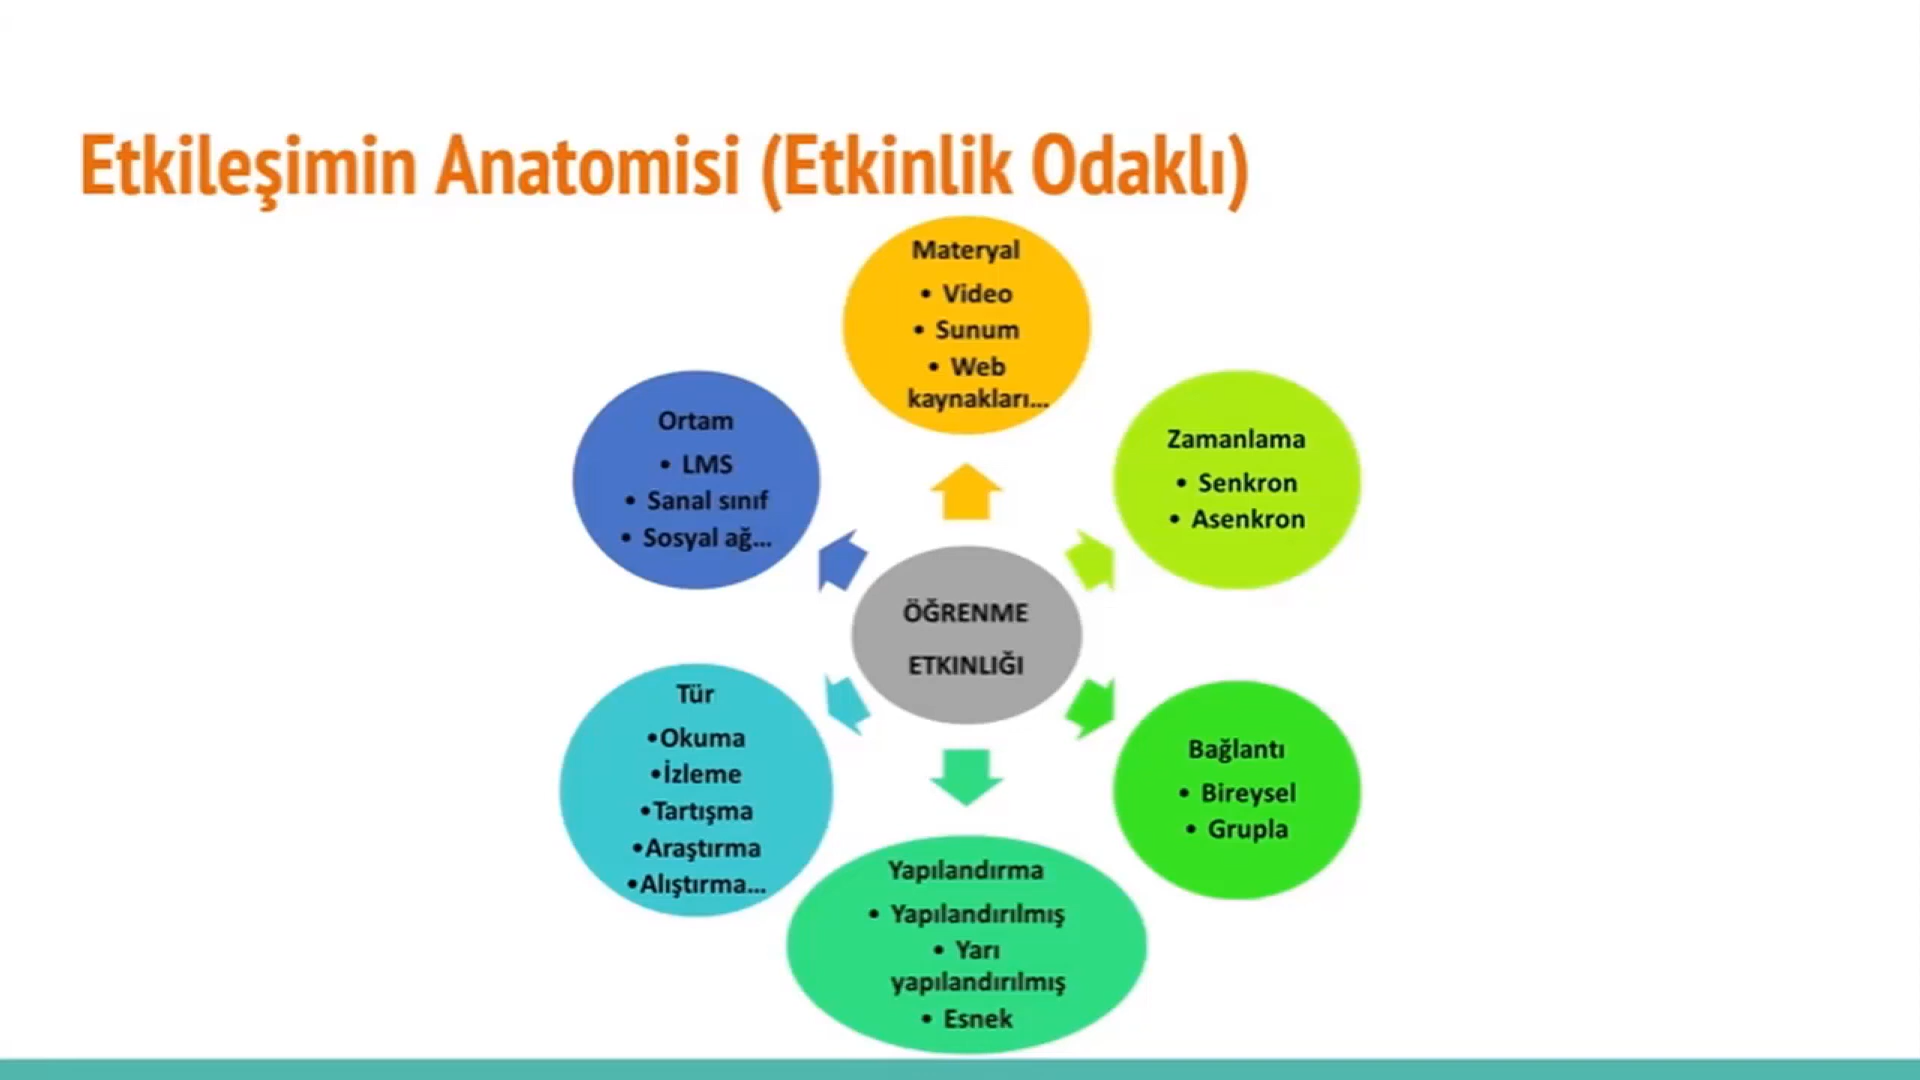 Etkileşimin Anatomisi (Etkinlik Odaklı)
Materyal
• Video
• Sunum
• Web
kaynakları...
Zamanlama
• Senkron
• Asenkron
Bağlantı
• Bireysel
• Grupla
Yapılandırma
• Yapılandırılmış
• Yarı
yapılandırılmış
• Esnek
Tür
•Okuma
•İzleme
•Tartışma
•Araştırma
•Alıştırma...
Ortam
• LMS
• Sanal sınıf
• Sosyal ağ...
ÖĞRENME
ETKINLIĞI